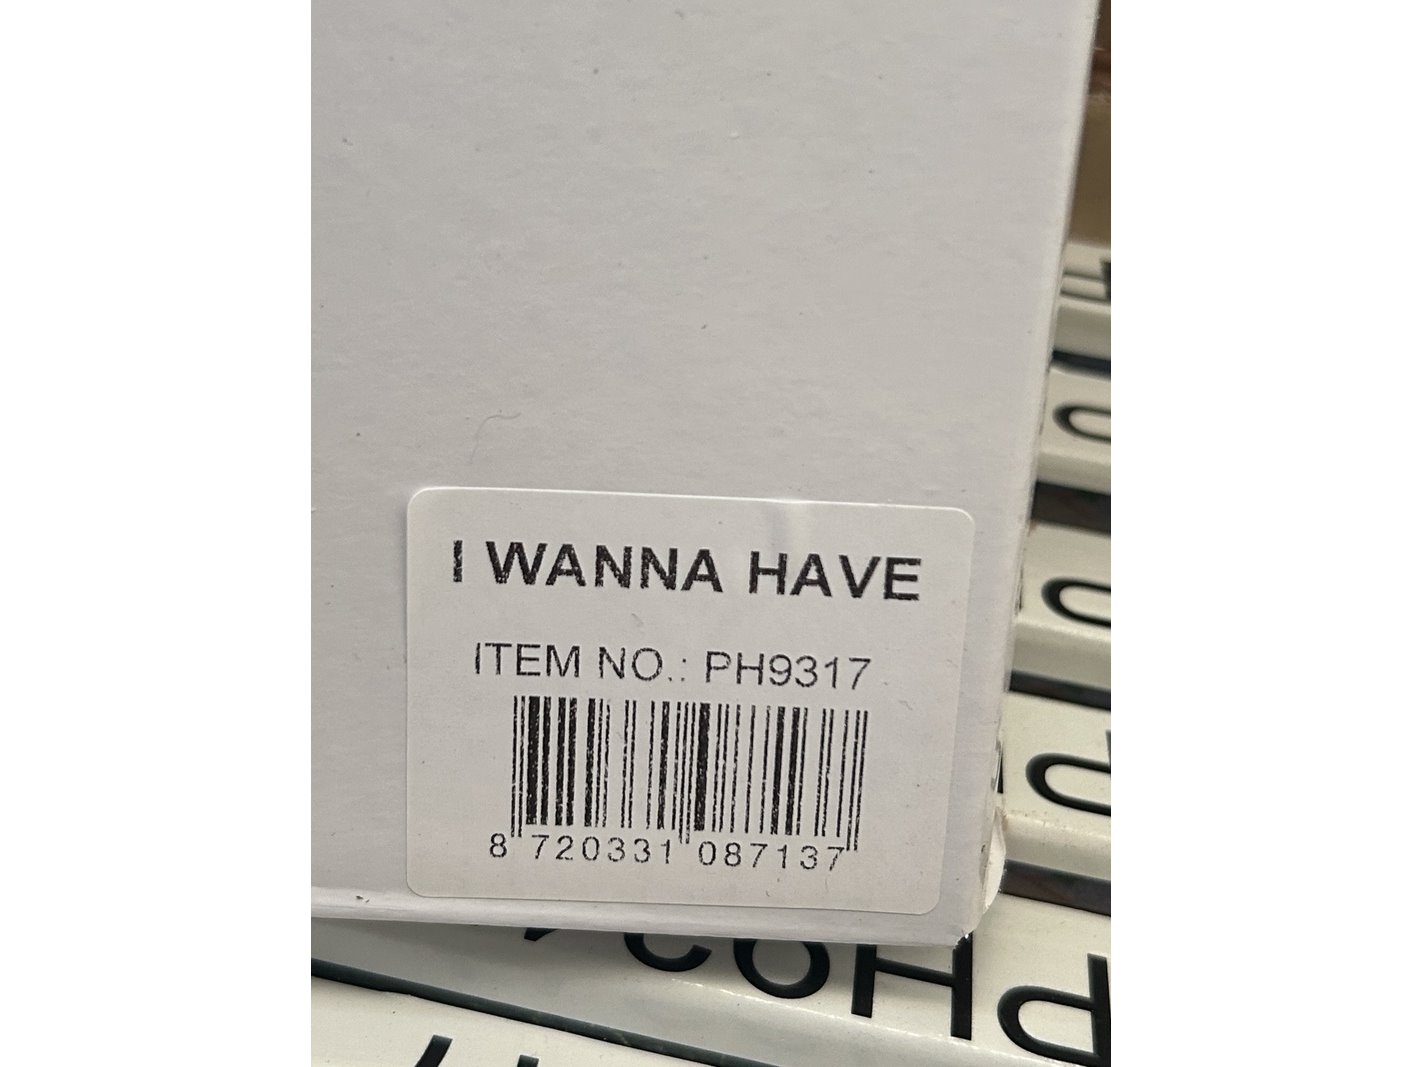 I WANNA HAVE
ITEM NO.: PH9317
8 720331 087137